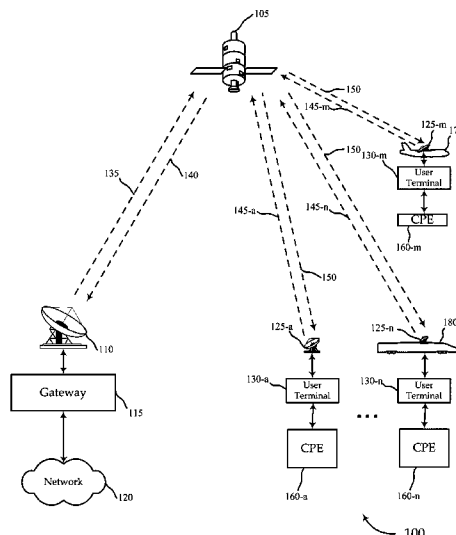 105
150
145-m
125-m
130-m
User
Terminal
CPE
160-m
135
140
150
145-n
145-a
150
110
125-a
125-n
180
Gateway
115
130-a
User
Terminal
130-n
User
Terminal
Network
120
CPE
...
CPE
160-a
160-n
100